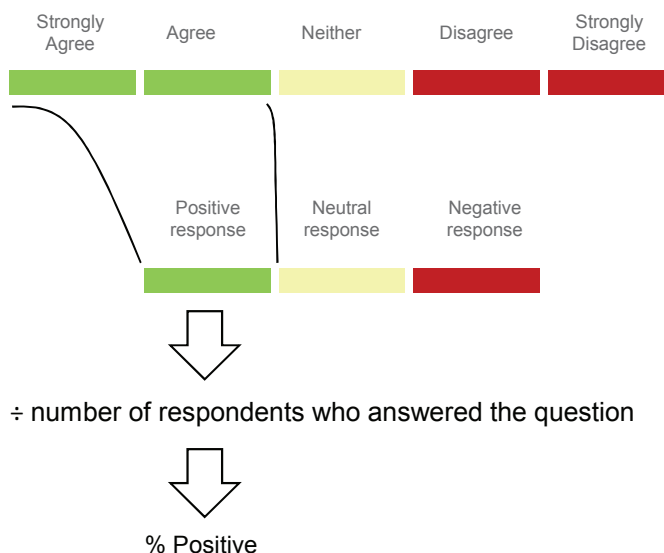 Strongly
Agree
Agree
Neither
Disagree
Strongly
Disagree
Positive
response
Neutral
response
Negative
response
÷ number of respondents who answered the question
% Positive